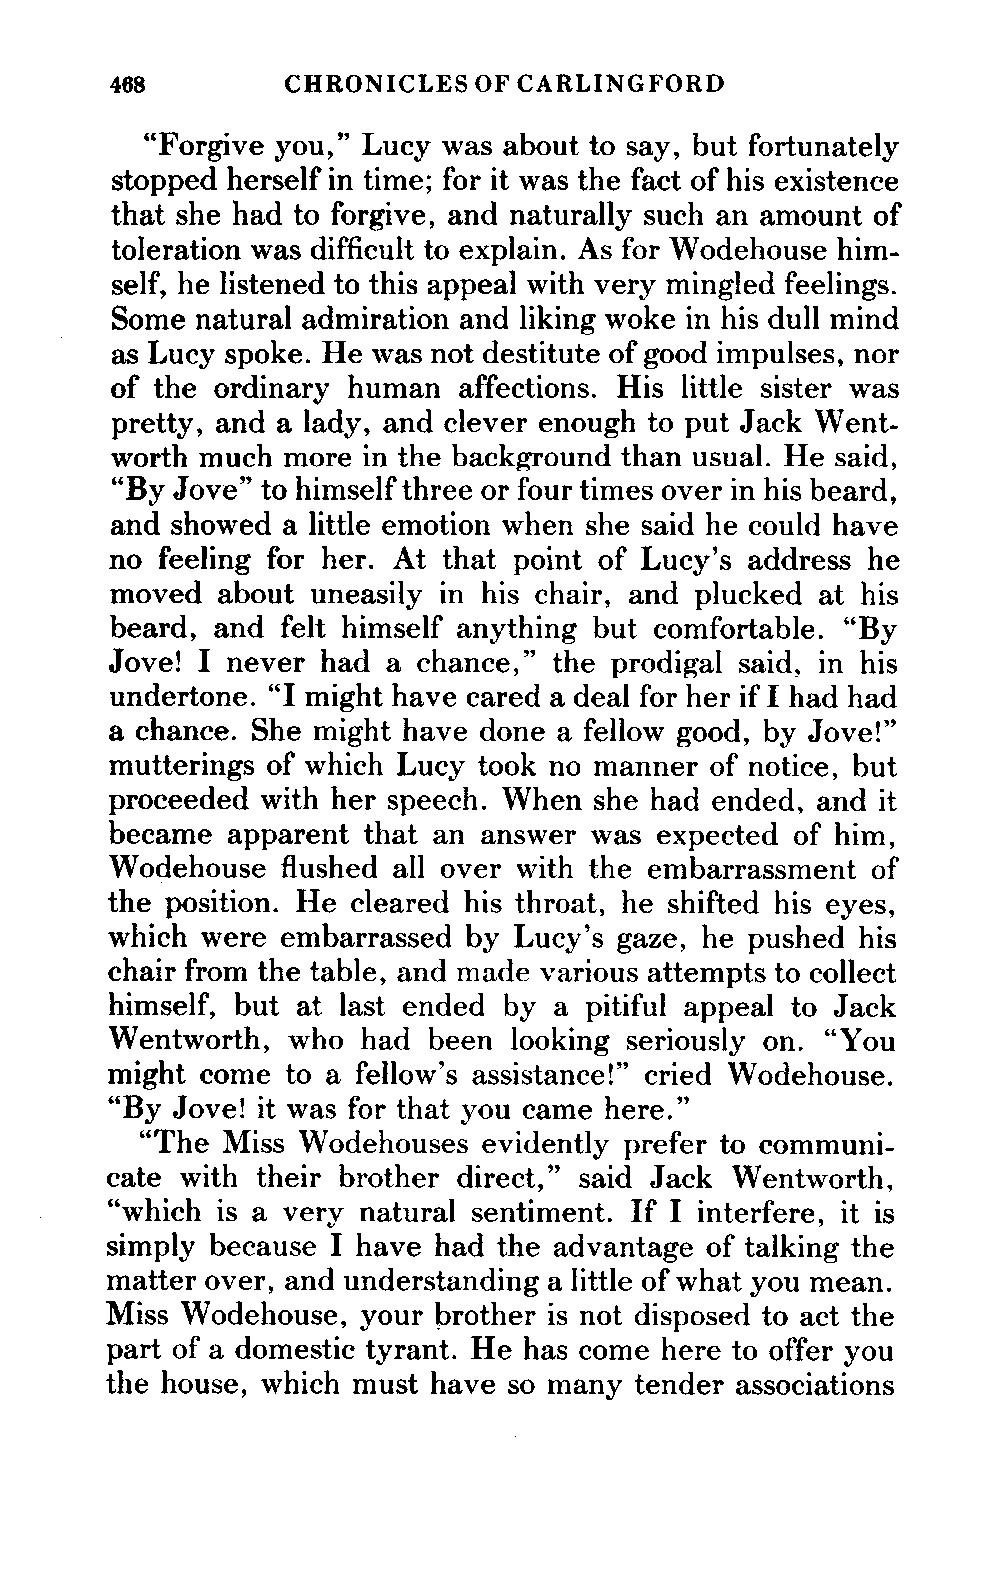 468 CHRONICLES OF CARLINGFORD
“Forgive you,” Lucy was about to say, but fortunately
stopped herself in time; for it was the fact of his existence
that she had to forgive, and naturally such an amount of
toleration was difficult to explain. As for Wodehouse him-
self, he listened to this appeal with very mingled feelings.
Some natural admiration and liking woke in his dull mind
as Lucy spoke. He was not destitute of good impulses, nor
of the ordinary human affections. His little sister was
pretty, and a lady, and clever enough to put Jack Went-
worth much more in the background than usual. He said,
“By Jove” to himself three or four times over in his beard,
and showed a little emotion when she said he could have
no feeling for her. At that point of Lucy’s address he
moved about uneasily in his chair, and plucked at his
beard, and felt himself anything but comfortable. “By
Jove! I never had a chance,” the prodigal said, in his
undertone. “I might have cared a deal for her if I had had
a chance. She might have done a fellow good, by Jove!”
mutterings of which Lucy took no manner of notice, but
proceeded with her speech. When she had ended, and it
became apparent that an answer was expected of him,
Wodehouse flushed all over with the embarrassment of
the position. He cleared his throat, he shifted his eyes,
which were embarrassed by Lucy’s gaze, he pushed his
chair from the table, and made various attempts to collect
himself, but at last ended by a pitiful appeal to Jack
Wentworth, who had been looking seriously on. “You
might come to a fellow’s assistance!” cried Wodehouse.
“By Jove! it was for that you came here.”
“The Miss Wodehouses evidently prefer to communi-
cate with their brother direct,” said Jack Wentworth,
“which is a very natural sentiment. If I interfere, it is
simply because I have had the advantage of talking the
matter over, and understanding a little of what you mean.
Miss Wodehouse, your brother is not disposed to act the
part of a domestic tyrant. He has come here to offer you
the house, which must have so many tender associations